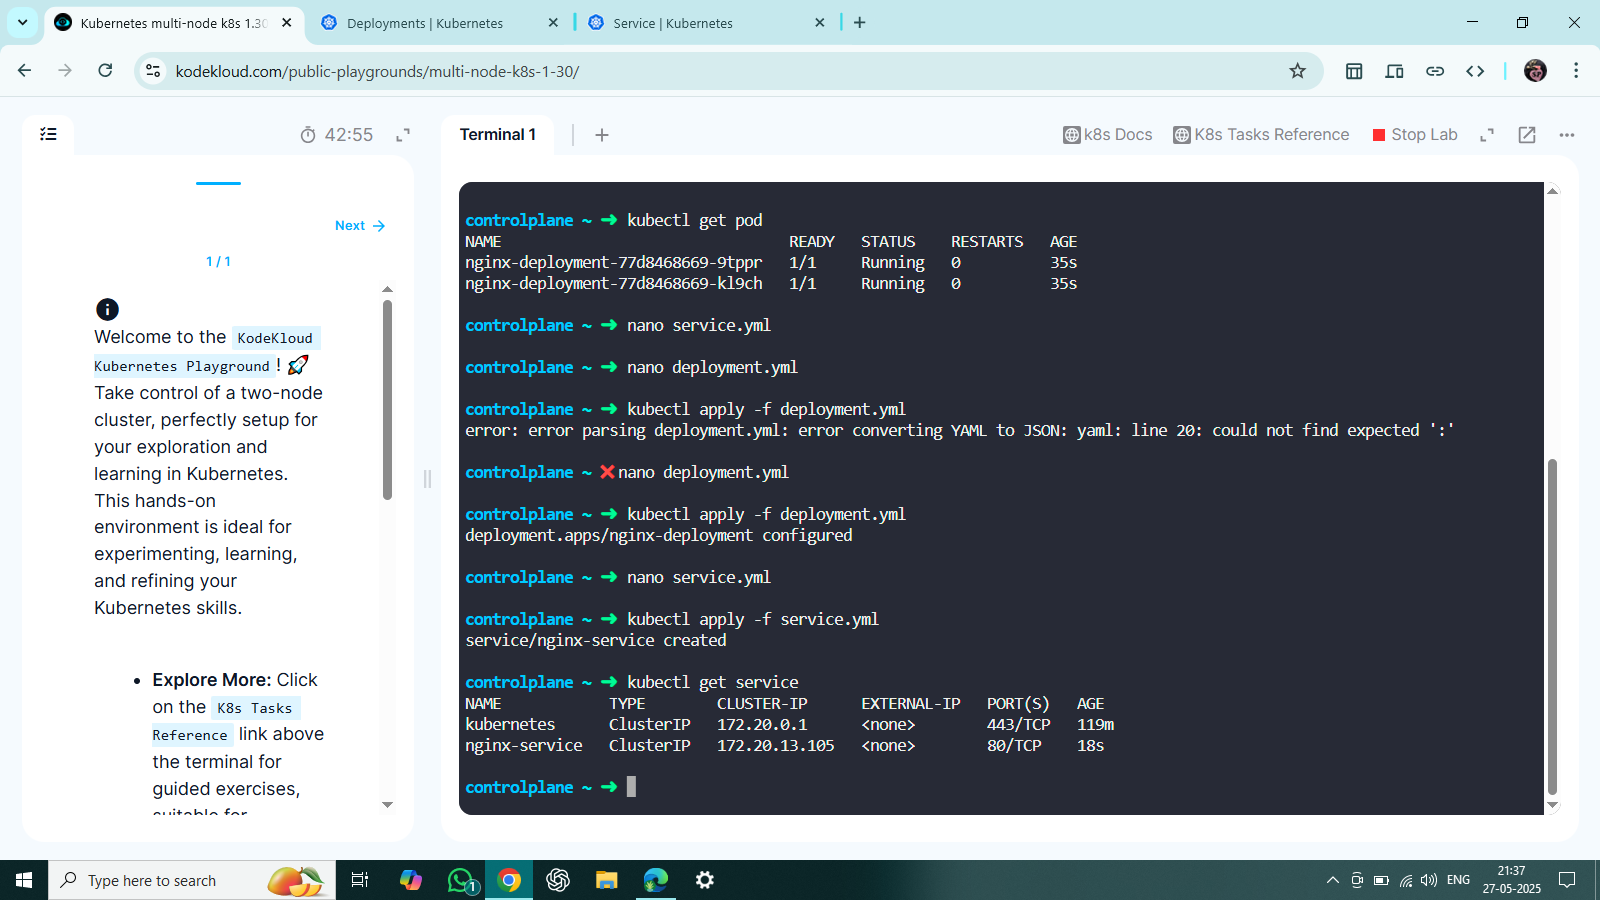 Kubernetes multi-node k8s 1.30
Deployments | Kubernetes
Service | Kubernetes
kodekloud.com/public-playgrounds/multi-node-k8s-1-30/
42:55
Terminal 1
k8s Docs
K8s Tasks Reference
Stop Lab
Next →
1 / 1
Welcome to the KodeKloud
Kubernetes Playground !
Take control of a two-node
cluster, perfectly setup for
your exploration and
learning in Kubernetes.
This hands-on
environment is ideal for
experimenting, learning,
and refining your
Kubernetes skills.
• Explore More: Click
on the K8s Tasks
Reference link above
the terminal for
guided exercises,
suitable for
controlplane ~ ➜ kubectl get pod
NAME READY STATUS RESTARTS AGE
nginx-deployment-77d8468669-9tppr 1/1 Running 0 35s
nginx-deployment-77d8468669-kl9ch 1/1 Running 0 35s
controlplane ~ ➜ nano service.yml
controlplane ~ ➜ nano deployment.yml
controlplane ~ ➜ kubectl apply -f deployment.yml
error: error parsing deployment.yml: error converting YAML to JSON: yaml: line 20: could not find expected ':'
controlplane ~ ✖ nano deployment.yml
controlplane ~ ➜ kubectl apply -f deployment.yml
deployment.apps/nginx-deployment configured
controlplane ~ ➜ nano service.yml
controlplane ~ ➜ kubectl apply -f service.yml
service/nginx-service created
controlplane ~ ➜ kubectl get service
NAME TYPE CLUSTER-IP EXTERNAL-IP PORT(S) AGE
kubernetes ClusterIP 172.20.0.1 <none> 443/TCP 119m
nginx-service ClusterIP 172.20.13.105 <none> 80/TCP 18s
controlplane ~ ➜
Type here to search
1
ENG
21:37
27-05-2025